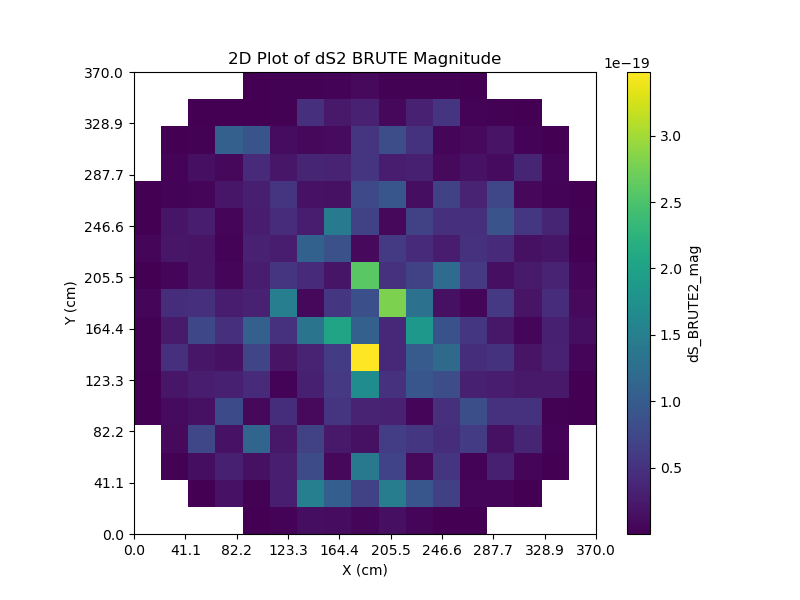 2D Plot of dS2 BRUTE Magnitude
1e−19
370.0
328.9
287.7
246.6
205.5
164.4
123.3
82.2
41.1
0.0
Y (cm)
0.0 41.1 82.2 123.3 164.4 205.5 246.6 287.7 328.9 370.0
X (cm)
3.0
2.5
2.0
1.5
1.0
0.5
dS_BRUTE2_mag